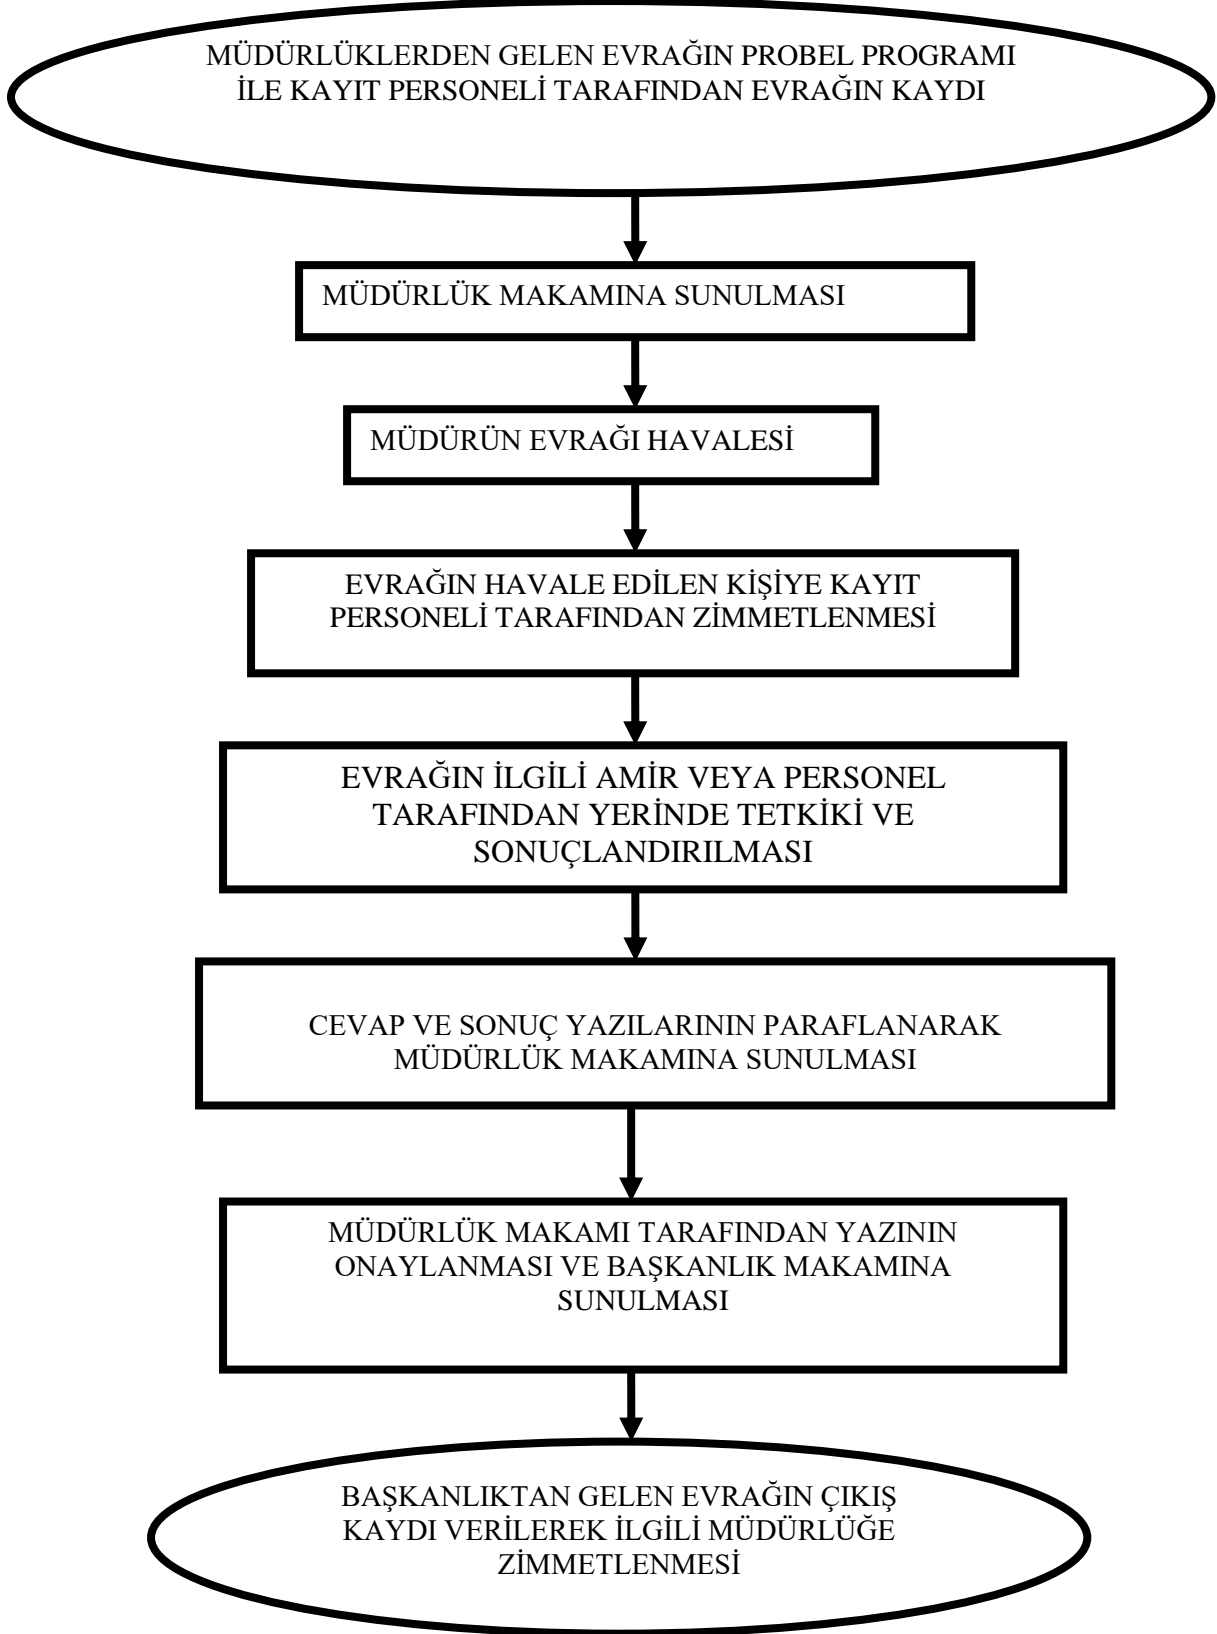 MÜDÜRLÜKLERDEN GELEN EVRAĞIN PROBEL PROGRAMI
İLE KAYIT PERSONELİ TARAFINDAN EVRAĞIN KAYDI
MÜDÜRLÜK MAKAMINA SUNULMASI
MÜDÜRÜN EVRAĞI HAVALESİ
EVRAĞIN HAVALE EDİLEN KİŞİYE KAYIT
PERSONELİ TARAFINDAN ZİMMETLENMESİ
EVRAĞIN İLGİLİ AMİR VEYA PERSONEL
TARAFINDAN YERİNDE TETKİKİ VE
SONUÇLANDIRILMASI
CEVAP VE SONUÇ YAZILARININ PARAFLANARAK
MÜDÜRLÜK MAKAMINA SUNULMASI
MÜDÜRLÜK MAKAMI TARAFINDAN YAZININ
ONAYLANMASI VE BAŞKANLIK MAKAMINA
SUNULMASI
BAŞKANLIKTAN GELEN EVRAĞIN ÇIKIŞ
KAYDI VERİLEREK İLGİLİ MÜDÜRLÜĞE
ZİMMETLENMESİ